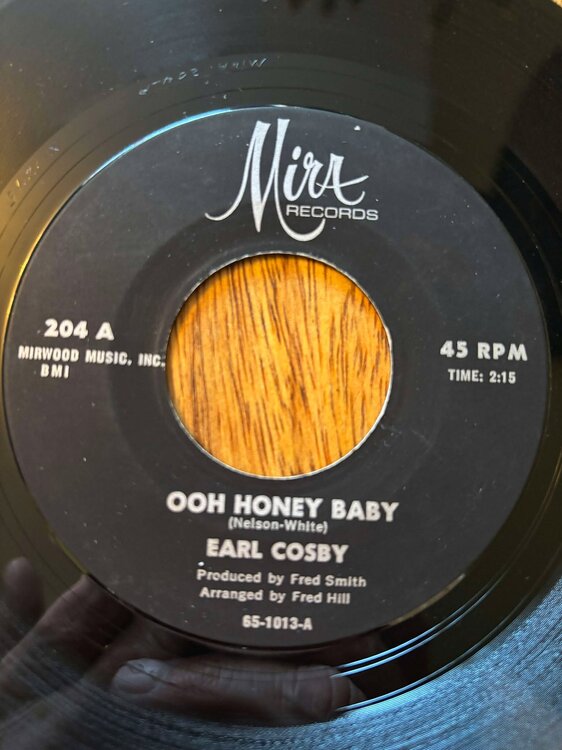 Mira
RECORDS
204 A
MIRWOOD MUSIC, INC.
BMI
45 RPM
TIME: 2:15
OOH HONEY BABY
(Nelson-White)
EARL COSBY
Produced by Fred Smith
Arranged by Fred Hill
65-1013-A